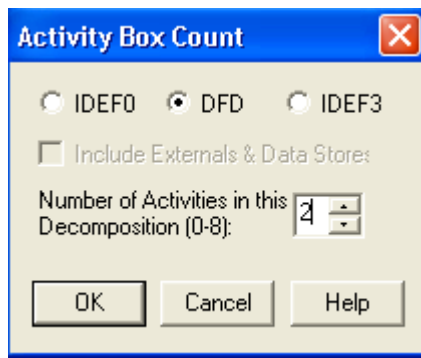 Activity Box Count
IDEF0 DFD IDEF3
Include Externals & Data Stores
Number of Activities in this
Decomposition (0-8):
2
OK Cancel Help